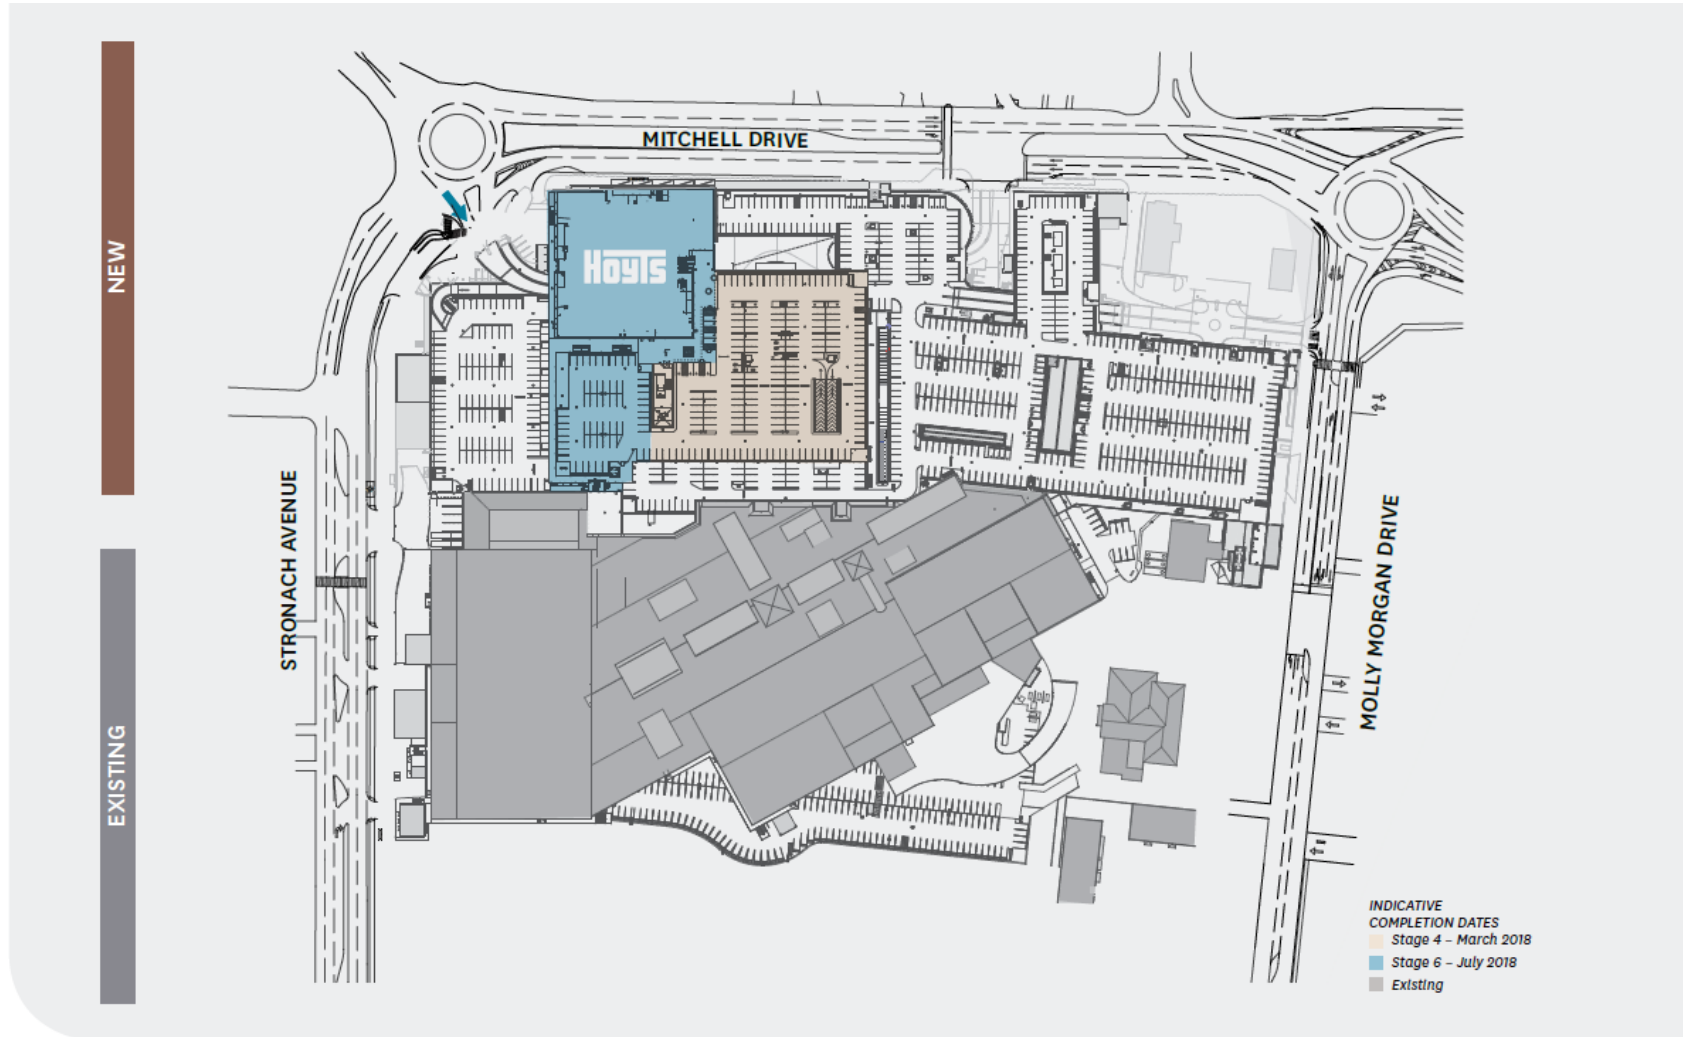 MITCHELL DRIVE
NEW
HOYTS
STRONACH AVENUE
MOLLY MORGAN DRIVE
EXISTING
INDICATIVE
COMPLETION DATES
Stage 4 – March 2018
Stage 6 – July 2018
Existing